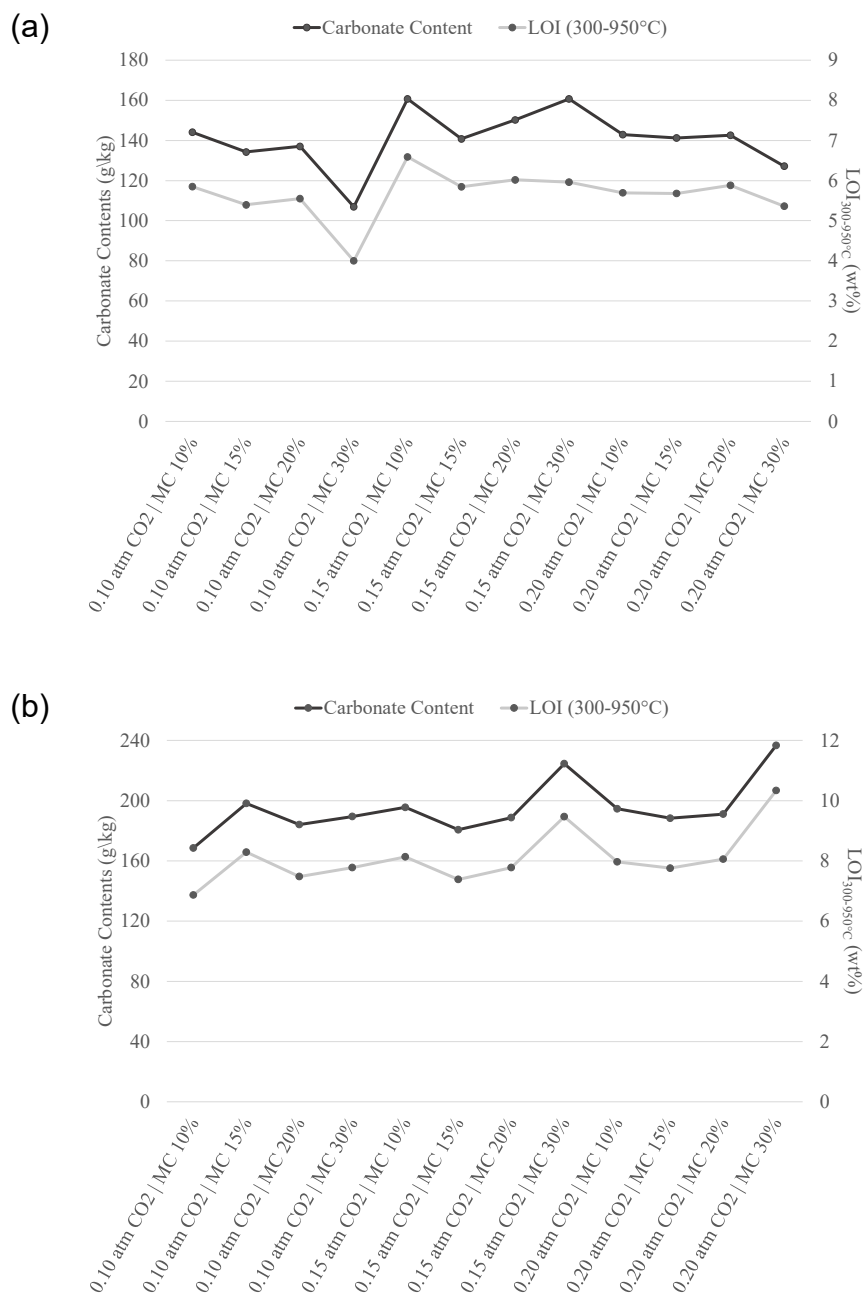 (a)
Carbonate Content LOI (300-950°C)
180
160
140
120
100
80
60
40
20
0
Carbonate Contents (g\kg)
9
8
7
6
5
4
3
2
1
0
LOI300-950°C (wt%)
0.10 atm CO2 | MC 10%
0.10 atm CO2 | MC 15%
0.10 atm CO2 | MC 20%
0.10 atm CO2 | MC 30%
0.15 atm CO2 | MC 10%
0.15 atm CO2 | MC 15%
0.15 atm CO2 | MC 20%
0.15 atm CO2 | MC 30%
0.20 atm CO2 | MC 10%
0.20 atm CO2 | MC 15%
0.20 atm CO2 | MC 20%
0.20 atm CO2 | MC 30%
(b)
Carbonate Content LOI (300-950°C)
240
200
160
120
80
40
0
Carbonate Contents (g\kg)
12
10
8
6
4
2
0
LOI300-950°C (wt%)
0.10 atm CO2 | MC 10%
0.10 atm CO2 | MC 15%
0.10 atm CO2 | MC 20%
0.10 atm CO2 | MC 30%
0.15 atm CO2 | MC 10%
0.15 atm CO2 | MC 15%
0.15 atm CO2 | MC 20%
0.15 atm CO2 | MC 30%
0.20 atm CO2 | MC 10%
0.20 atm CO2 | MC 15%
0.20 atm CO2 | MC 20%
0.20 atm CO2 | MC 30%